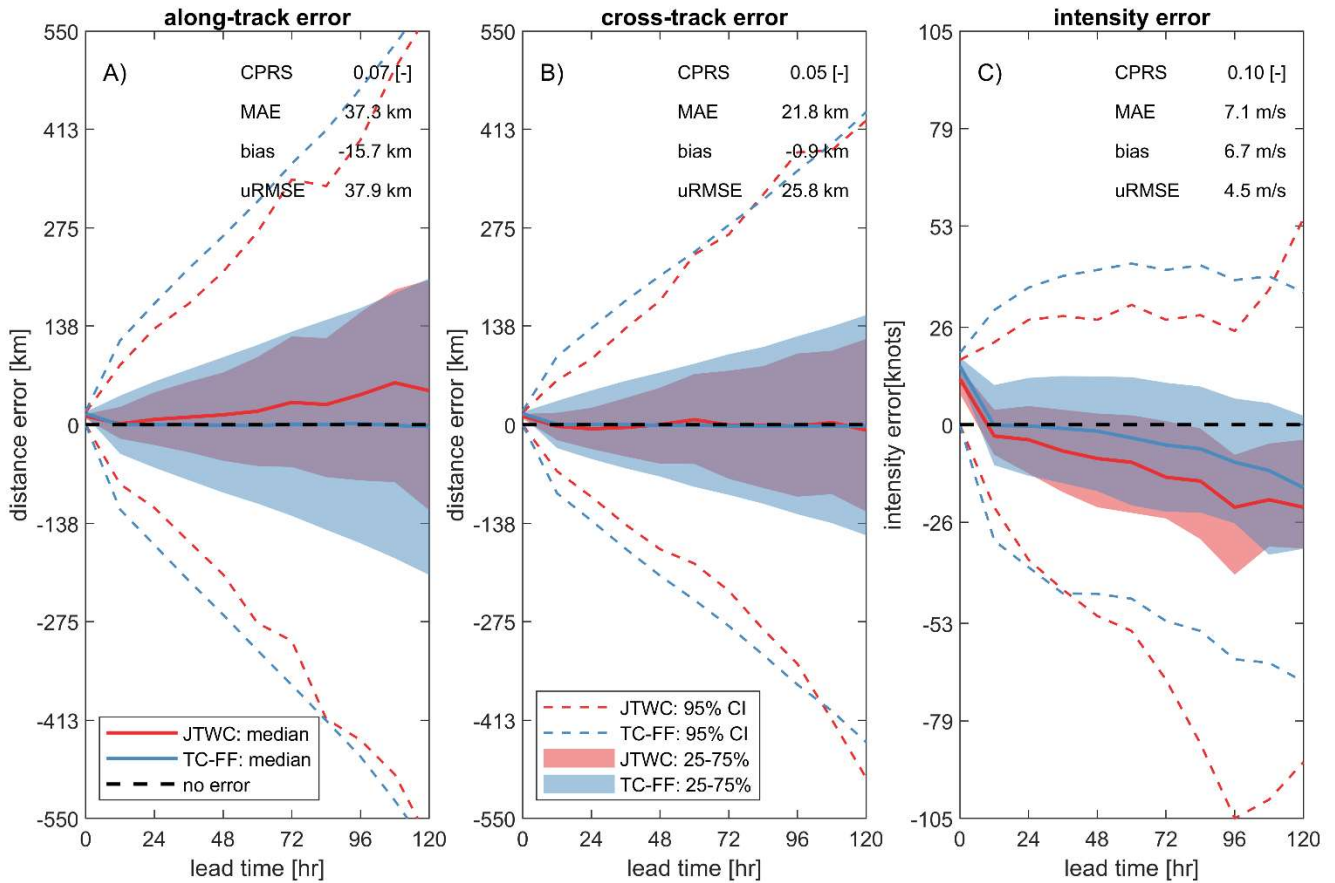 along-track error
A)
CPRS 0.07 [-]
MAE 37.3 km
bias -15.7 km
uRMSE 37.9 km
550
413
275
138
0
-138
-275
-413
-550
distance error [km]
JTWC: median
TC-FF: median
no error
0 24 48 72 96 120
lead time [hr]
cross-track error
B)
CPRS 0.05 [-]
MAE 21.8 km
bias -0.9 km
uRMSE 25.8 km
550
413
275
138
0
-138
-275
-413
-550
distance error [km]
JTWC: 95% CI
TC-FF: 95% CI
JTWC: 25-75%
TC-FF: 25-75%
0 24 48 72 96 120
lead time [hr]
intensity error
C)
CPRS 0.10 [-]
MAE 7.1 m/s
bias 6.7 m/s
uRMSE 4.5 m/s
105
79
53
26
0
-26
-53
-79
-105
intensity error[knots]
0 24 48 72 96 120
lead time [hr]